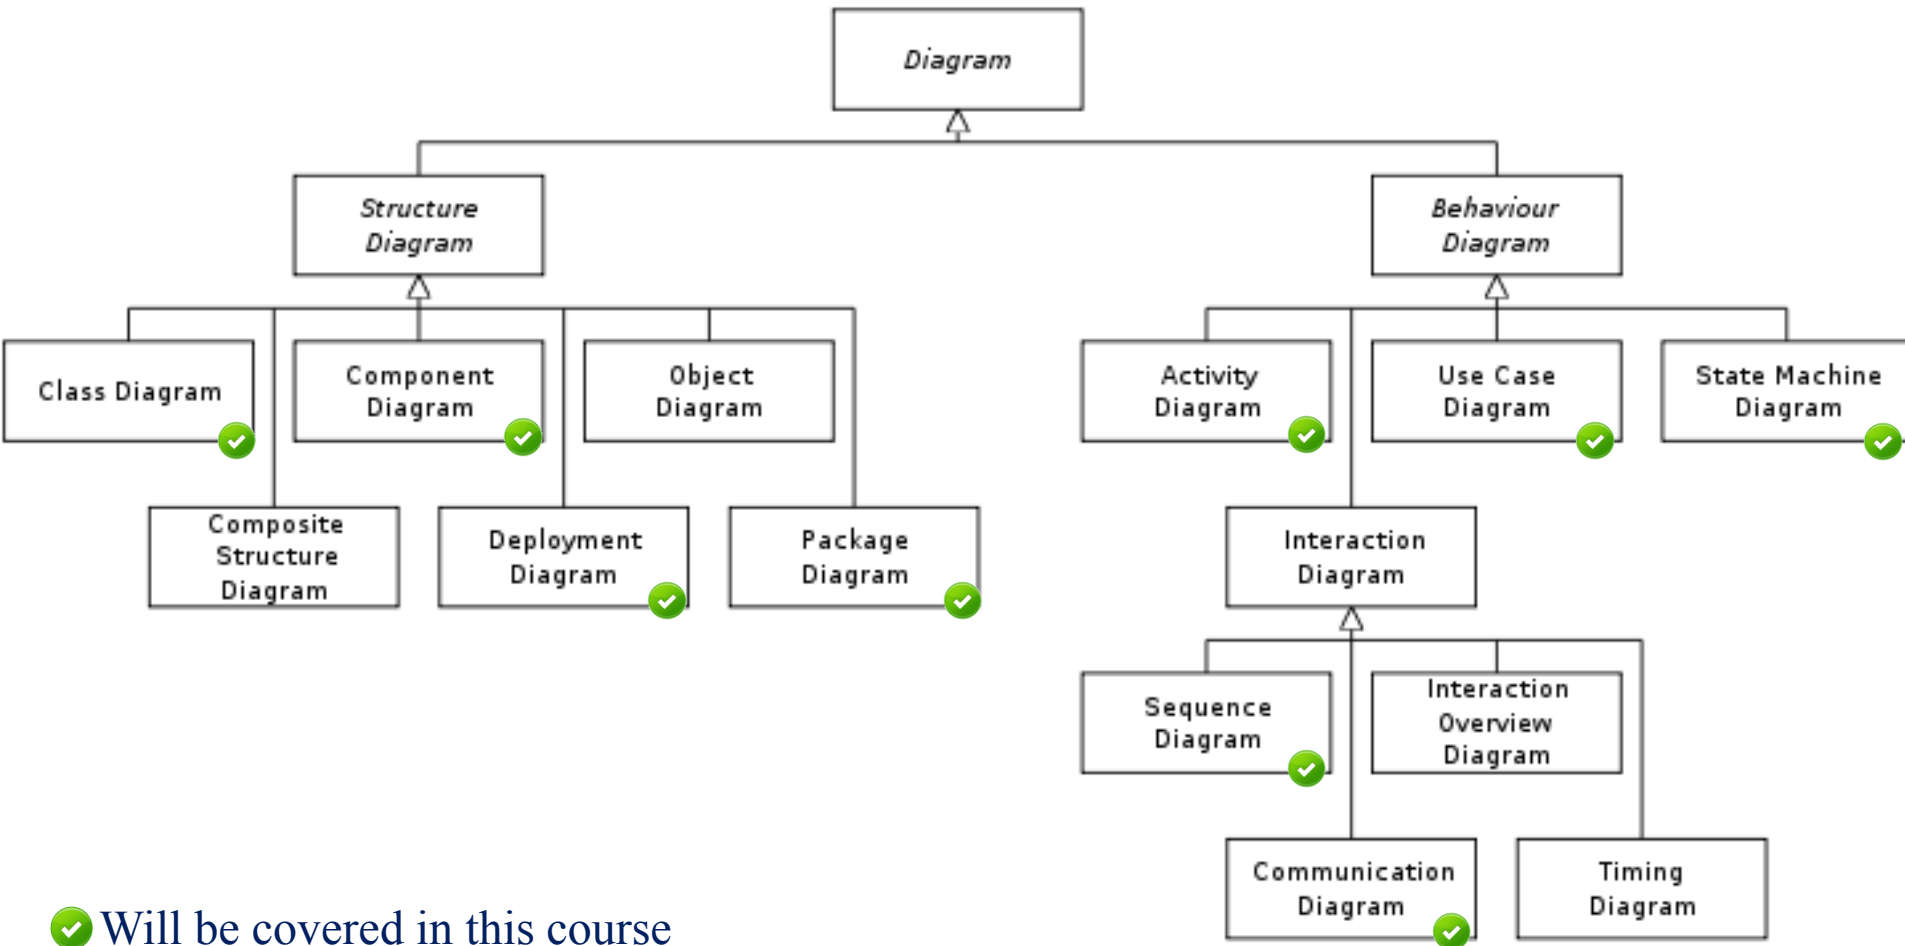 Diagram
Structure
Diagram
Behaviour
Diagram
Class Diagram
Component
Diagram
Object
Diagram
Activity
Diagram
Use Case
Diagram
State Machine
Diagram
Composite
Structure
Diagram
Deployment
Diagram
Package
Diagram
Interaction
Diagram
Sequence
Diagram
Interaction
Overview
Diagram
Communication
Diagram
Timing
Diagram
Will be covered in this course